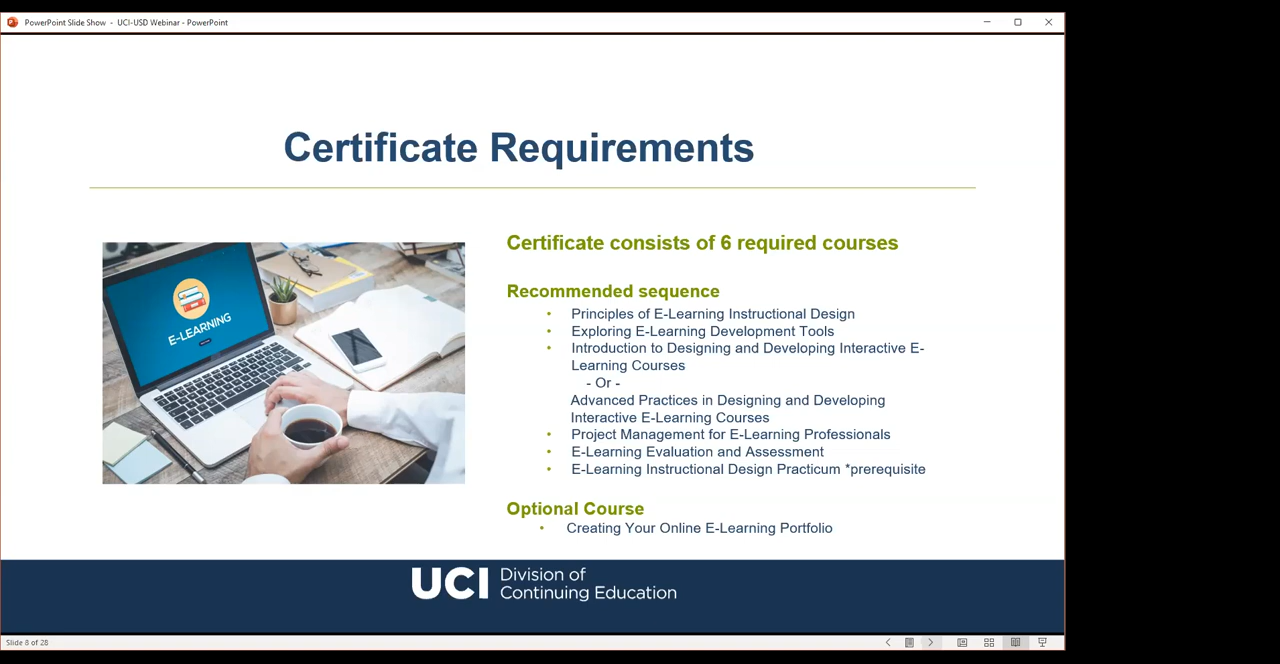 PowerPoint Slide Show - UCI-USD Webinar - PowerPoint
Certificate Requirements
E-LEARNING
Certificate consists of 6 required courses
Recommended sequence
• Principles of E-Learning Instructional Design
• Exploring E-Learning Development Tools
• Introduction to Designing and Developing Interactive E-
Learning Courses
- Or -
Advanced Practices in Designing and Developing
Interactive E-Learning Courses
• Project Management for E-Learning Professionals
• E-Learning Evaluation and Assessment
• E-Learning Instructional Design Practicum *prerequisite
Optional Course
• Creating Your Online E-Learning Portfolio
UCI Division of
Continuing Education
Slide 8 of 28